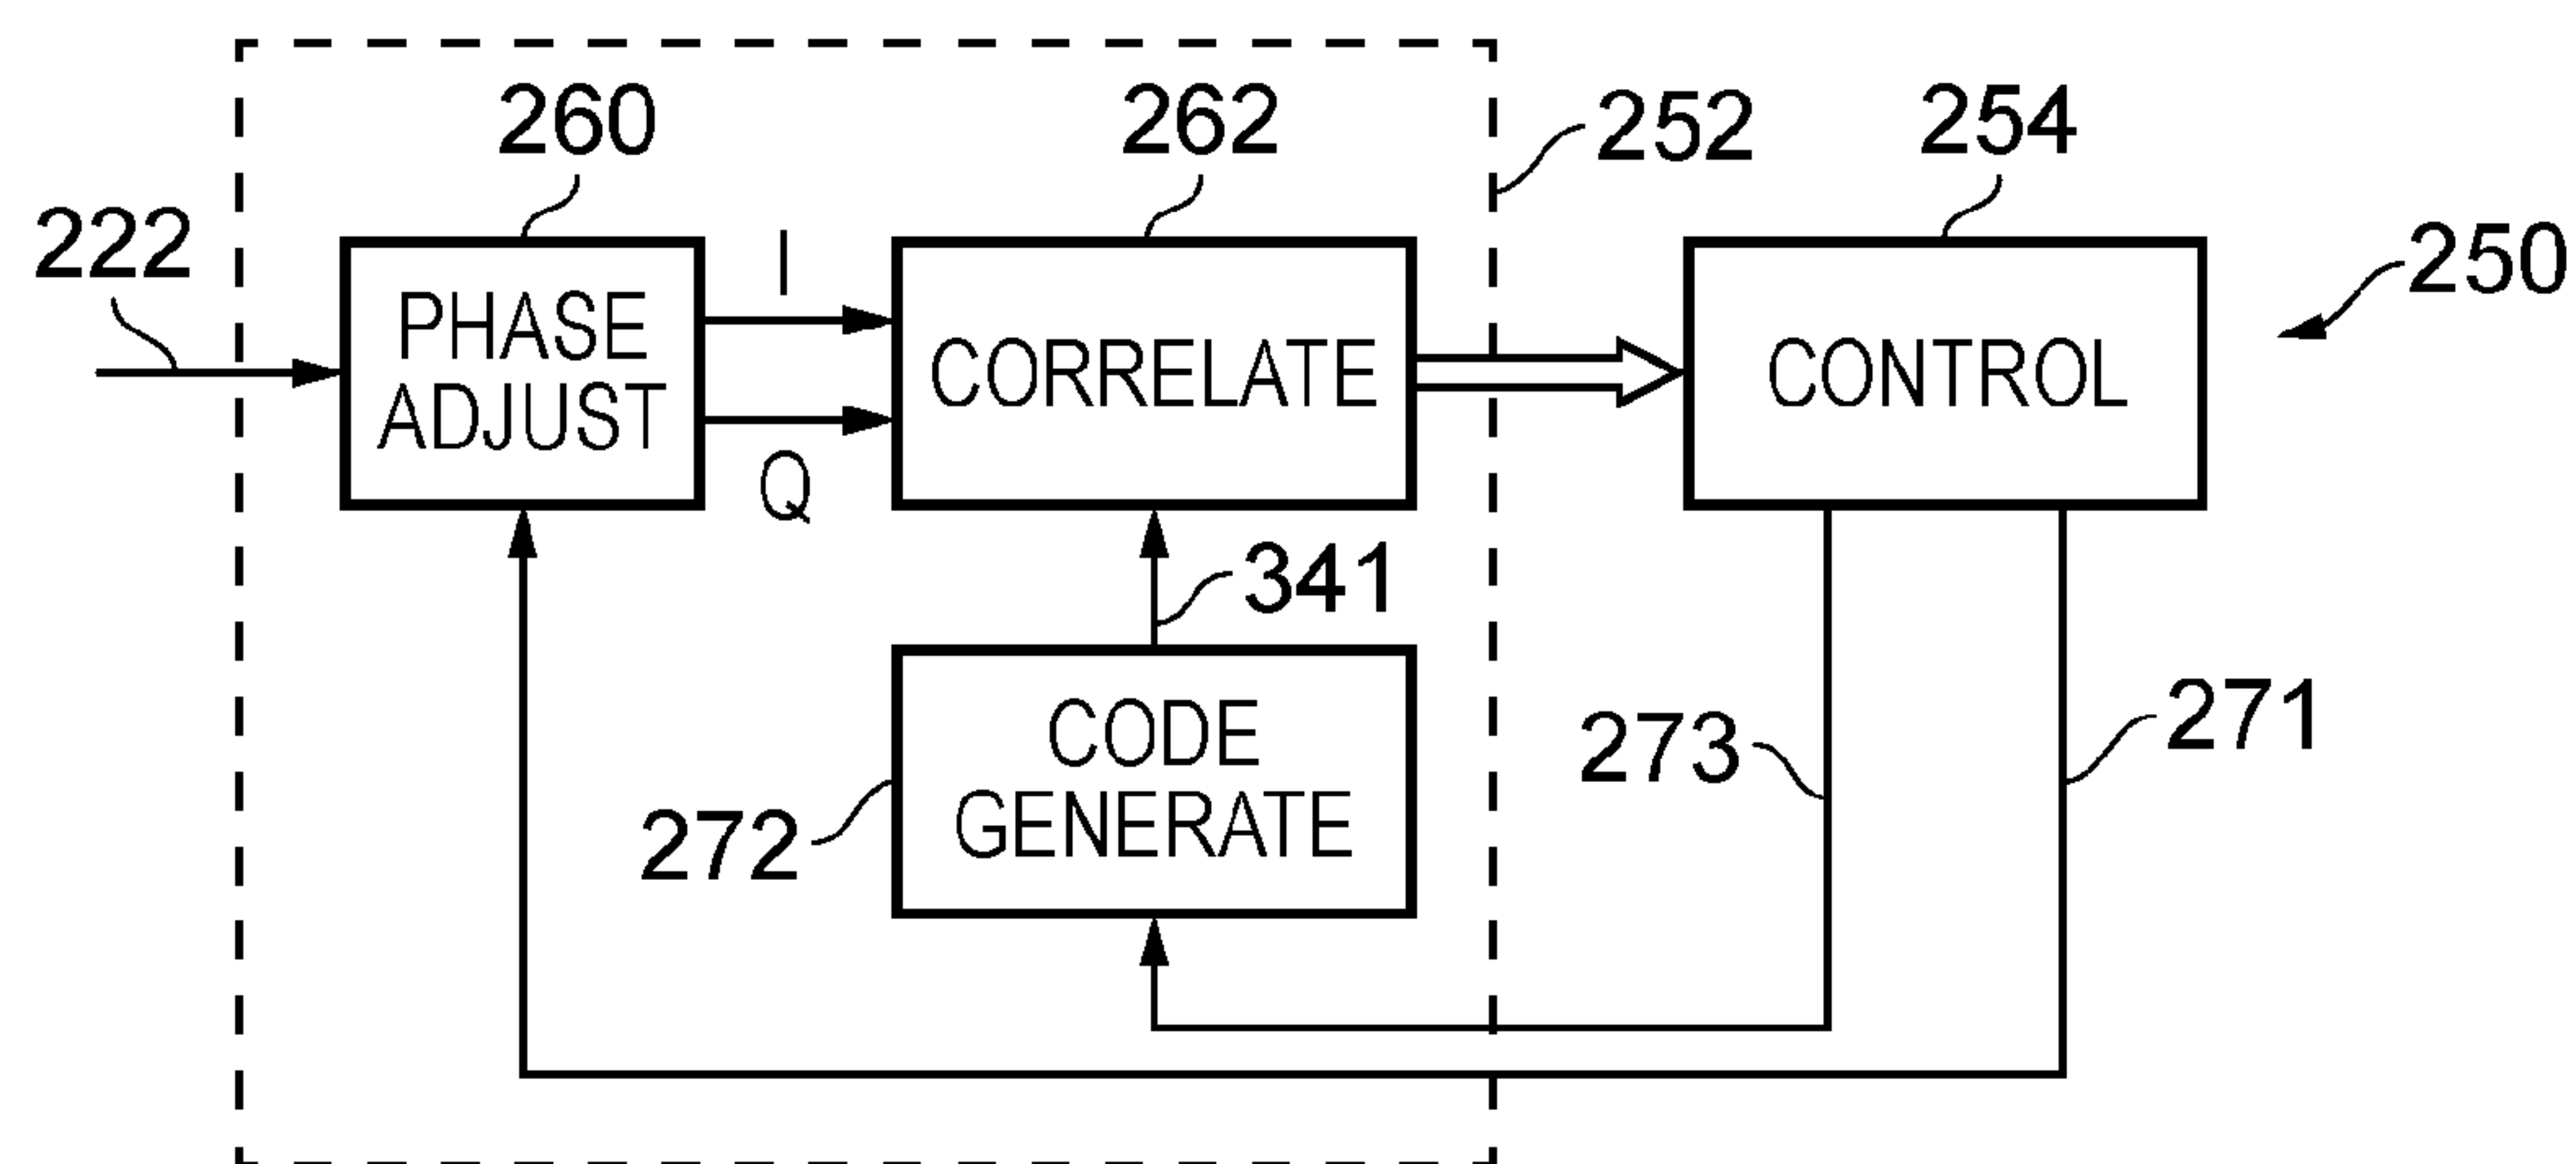 260
262
252
254
222
250
I
PHASE
ADJUST
CORRELATE
CONTROL
Q
341
CODE
GENERATE
272
273
271